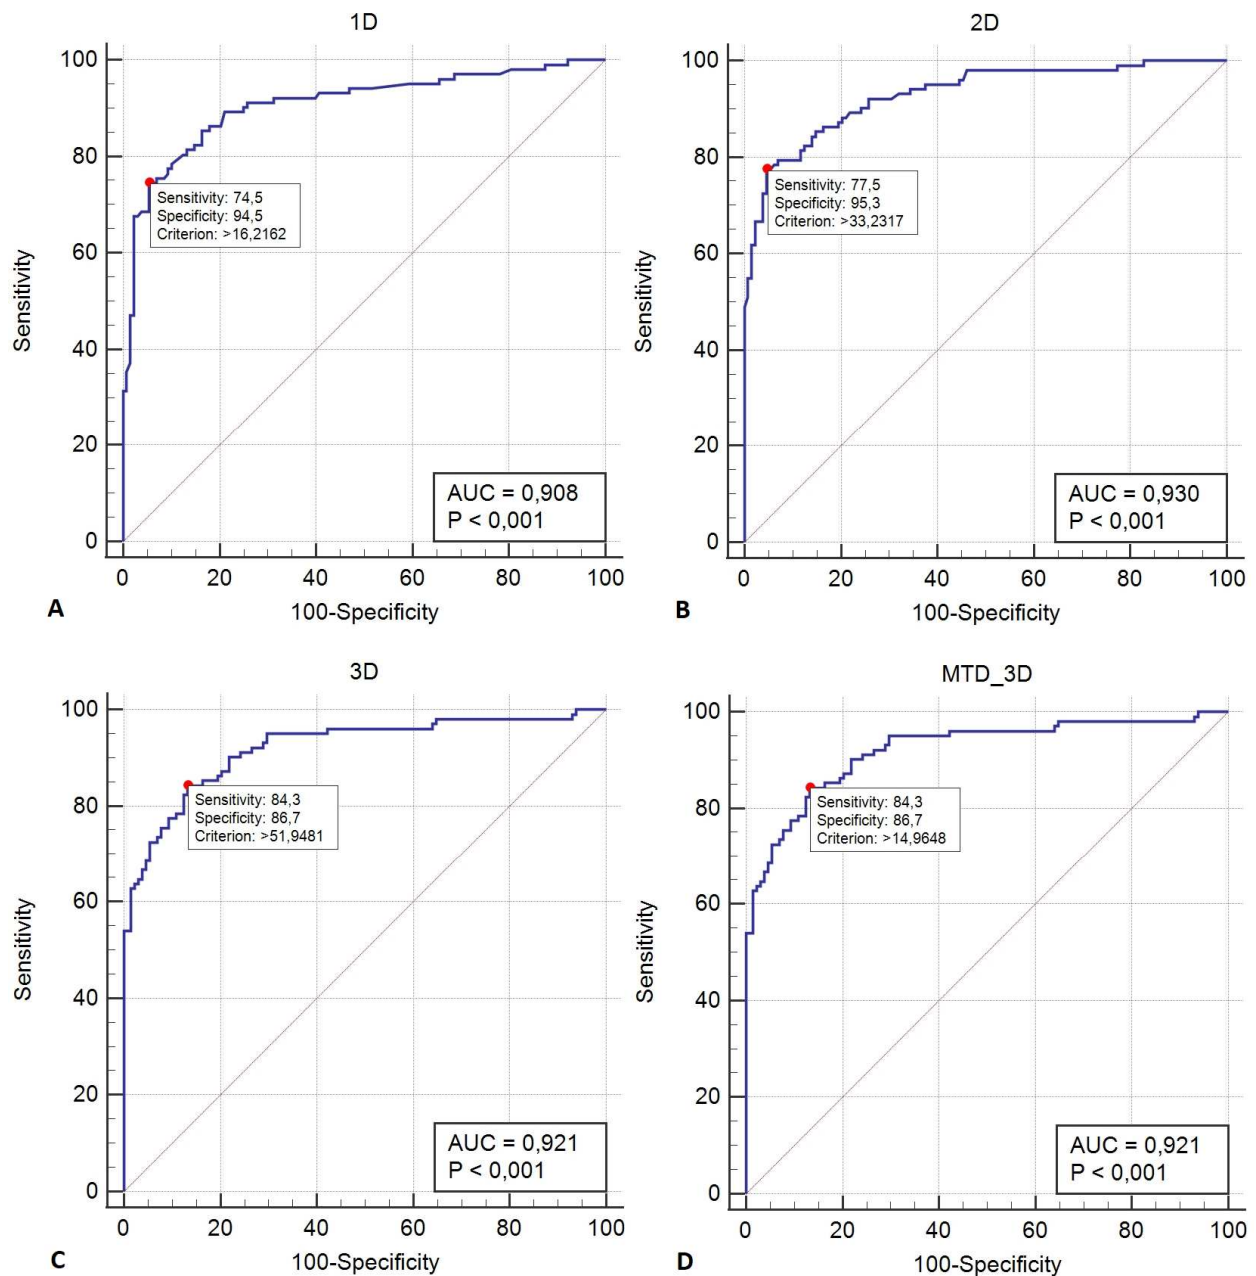 1D
100
80
60
40
20
0
Sensitivity
Sensitivity: 74,5
Specificity: 94,5
Criterion: >16,2162
AUC = 0,908
P < 0,001
0 20 40 60 80 100
100-Specificity
A
2D
100
80
60
40
20
0
Sensitivity
Sensitivity: 77,5
Specificity: 95,3
Criterion: >33,2317
AUC = 0,930
P < 0,001
0 20 40 60 80 100
100-Specificity
B
3D
100
80
60
40
20
0
Sensitivity
Sensitivity: 84,3
Specificity: 86,7
Criterion: >51,9481
AUC = 0,921
P < 0,001
0 20 40 60 80 100
100-Specificity
C
MTD_3D
100
80
60
40
20
0
Sensitivity
Sensitivity: 84,3
Specificity: 86,7
Criterion: >14,9648
AUC = 0,921
P < 0,001
0 20 40 60 80 100
100-Specificity
D